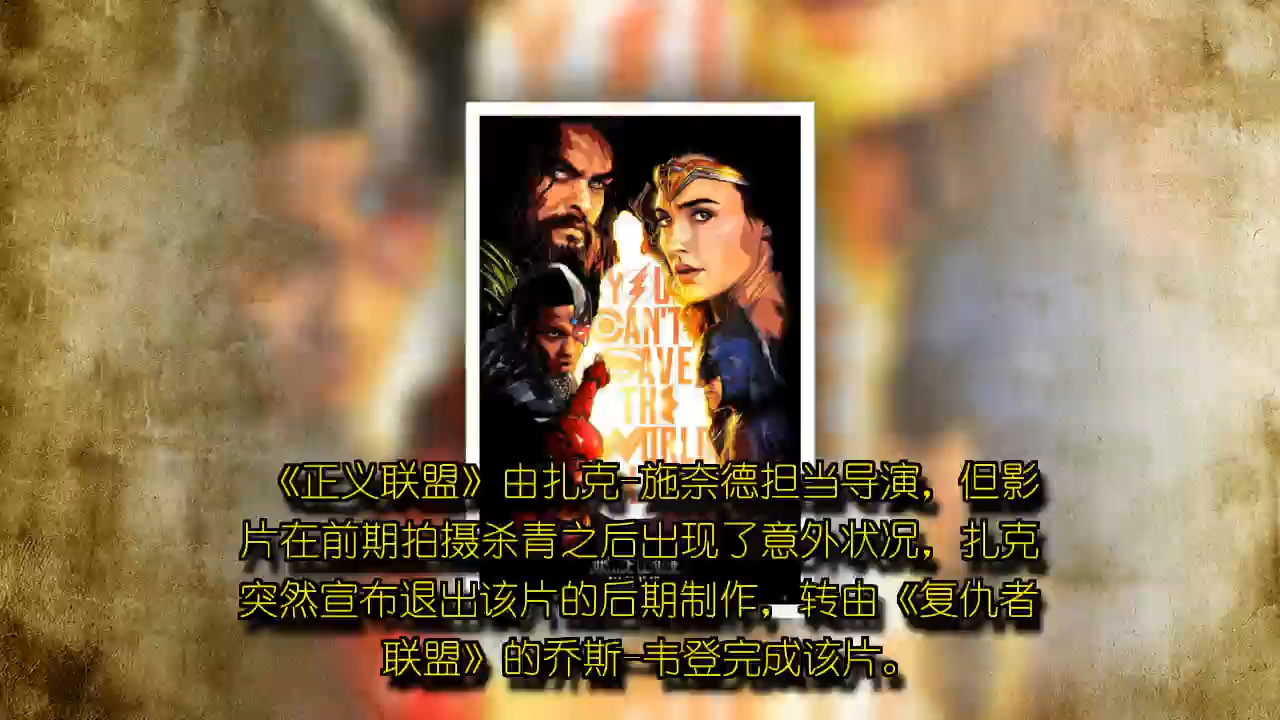 YOU
CAN'T
SAVE
THE
WORLD
《正义联盟》由扎克-施奈德担当导演，但影
片在前期拍摄杀青之后出现了意外状况，扎克
突然宣布退出该片的后期制作，转由《复仇者
联盟》的乔斯-韦登完成该片。